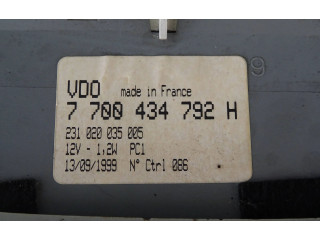 VDO made in France
7 700 434 792 H
231 020 035 005
12V - 1,2W PC1
13/09/1999 N° Ctrl 086
9